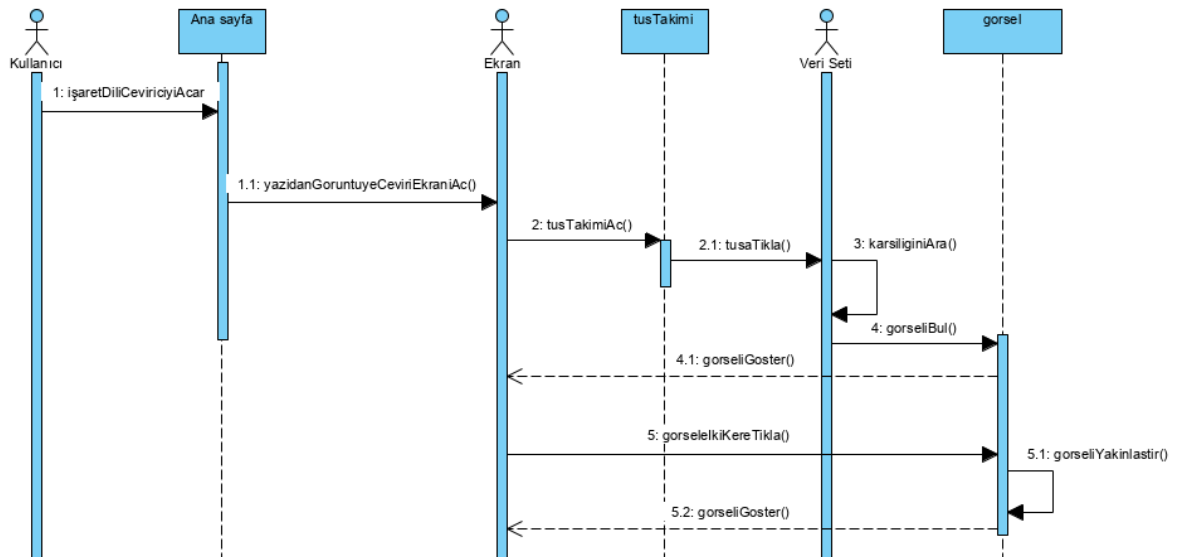 Ana sayfa
tusTakimi
gorsel
Kullanıcı
Ekran
Veri Seti
1: işaretDiliCeviriciyiAcar
1.1: yazidanGoruntuyeCeviriEkraniAc()
2: tusTakimiAc()
2.1: tusaTikla()
3: karsiliginiAra()
4: gorseliBul()
4.1: gorseliGoster()
5: gorseleIkiKereTikla()
5.1: gorseliYakinlastir()
5.2: gorseliGoster()